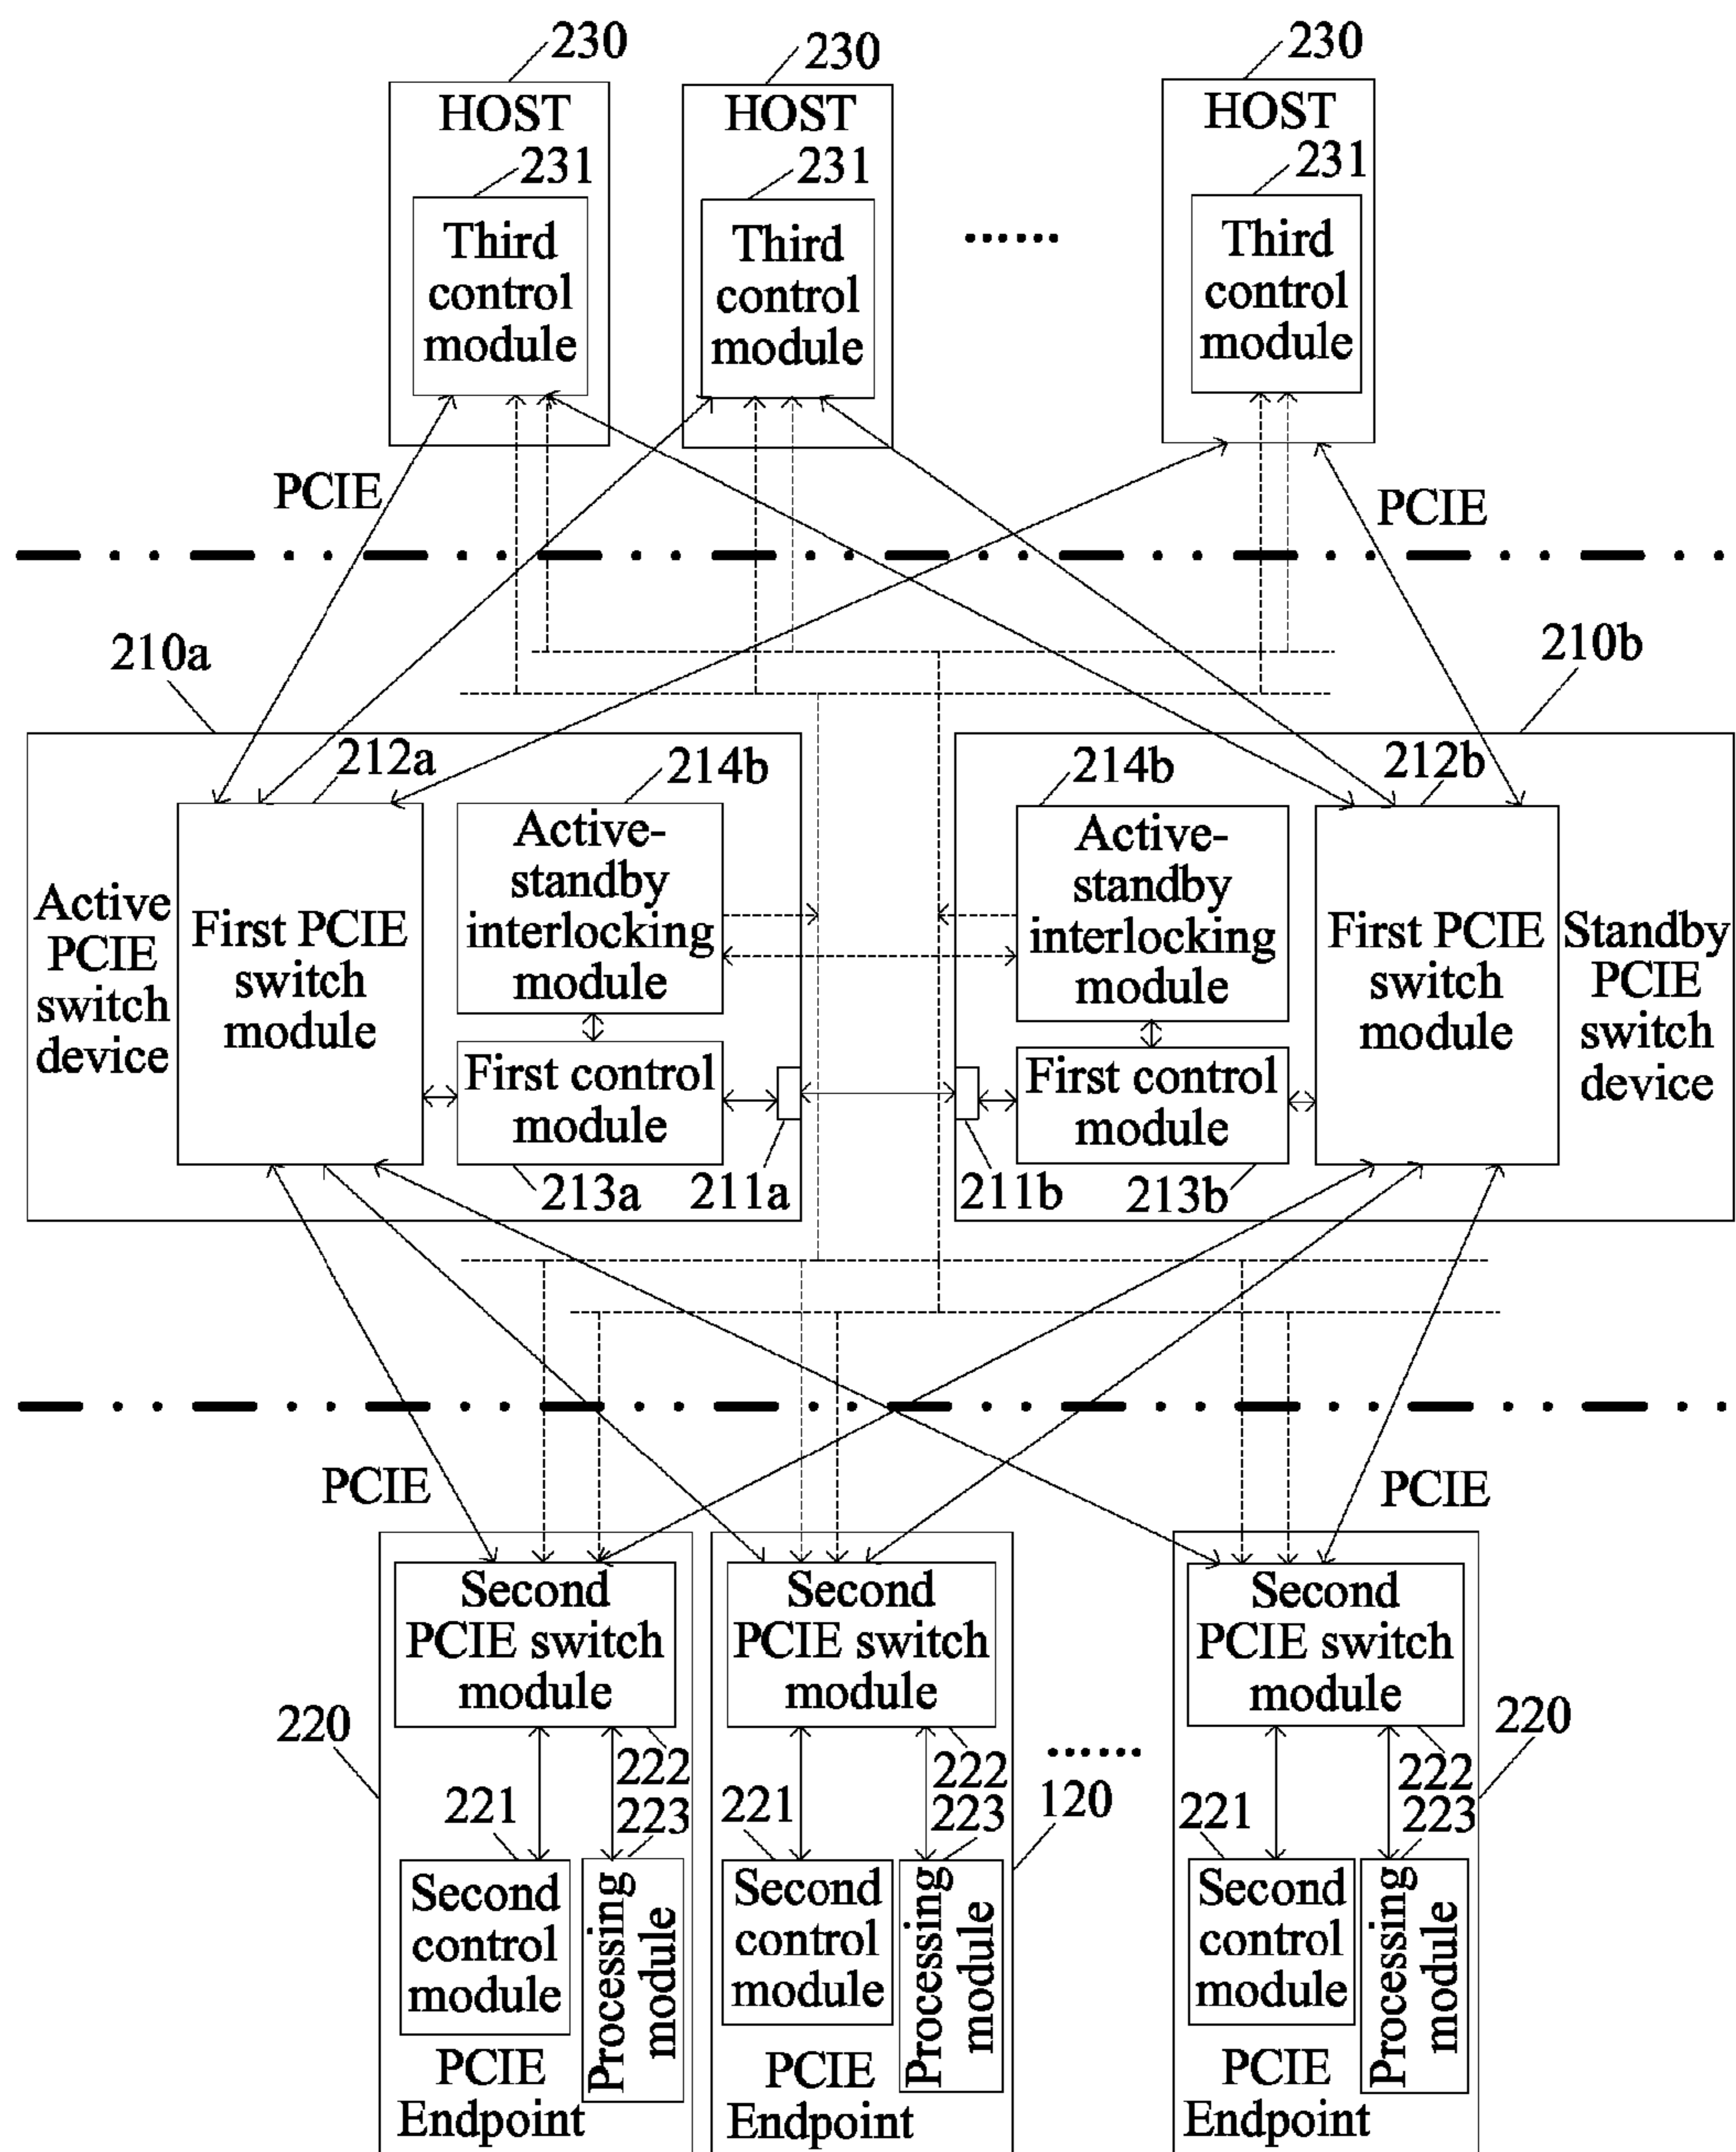 230
230
230
HOST
HOST
HOST
231
231
231
Third
control
module
Third
control
module
......
Third
control
module
PCIE
PCIE
210a
210b
212a
214b
214b
212b
Active
PCIE
switch
device
First PCIE
switch
module
Active-
standby
interlocking
module
Active-
standby
interlocking
module
First PCIE
switch
module
Standby
PCIE
switch
device
First control
module
First control
module
213a
211a
211b
213b
PCIE
PCIE
Second
PCIE switch
module
Second
PCIE switch
module
Second
PCIE switch
module
220
222
222
......
222
220
221
223
221
223
120
221
223
Second
control
module
Processing
module
Second
control
module
Processing
module
Second
control
module
Processing
module
PCIE
Endpoint
PCIE
Endpoint
PCIE
Endpoint